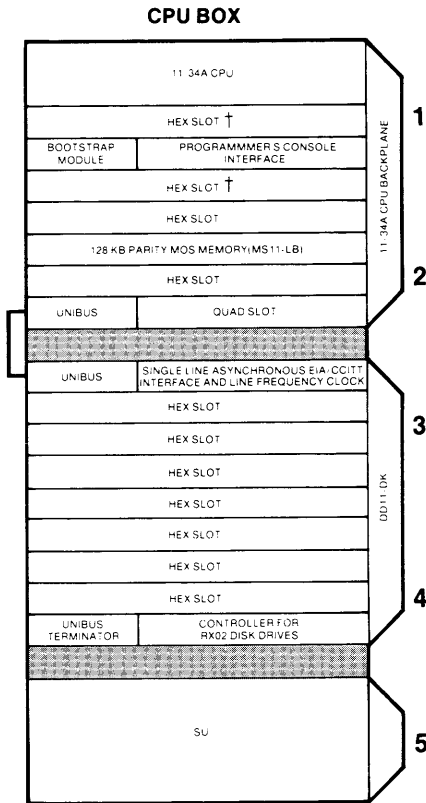 CPU BOX
11 34A CPU
HEX SLOT †
BOOTSTRAP
MODULE
PROGRAMMMER S CONSOLE
INTERFACE
HEX SLOT †
HEX SLOT
128 KB PARITY MOS MEMORY (MS11-LB)
HEX SLOT
UNIBUS
QUAD SLOT
11 34A CPU BACKPLANE
1
2
UNIBUS
SINGLE LINE ASYNCHRONOUS EIA/CCITT
INTERFACE AND LINE FREQUENCY CLOCK
HEX SLOT
HEX SLOT
HEX SLOT
HEX SLOT
HEX SLOT
HEX SLOT
HEX SLOT
UNIBUS
TERMINATOR
CONTROLLER FOR
RX02 DISK DRIVES
DD11-DK
3
4
SU
5